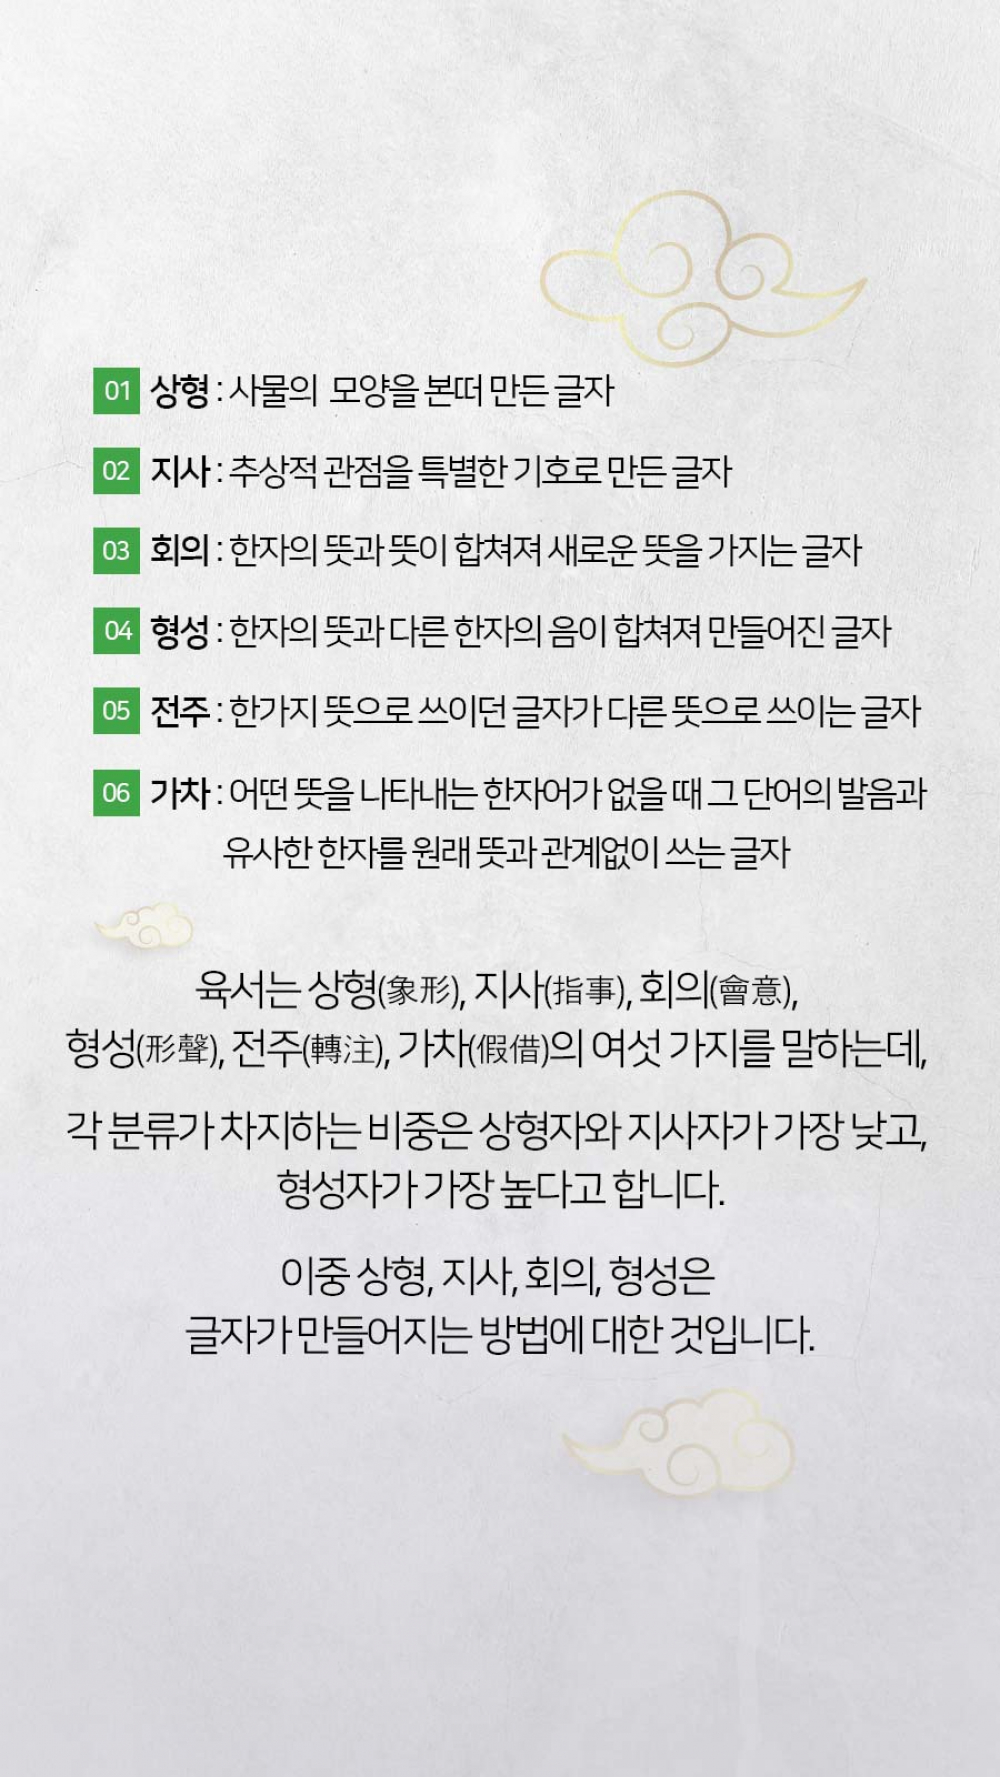 01 상형 : 사물의 모양을 본떠 만든 글자
02 지사 : 추상적 관점을 특별한 기호로 만든 글자
03 회의 : 한자의 뜻과 뜻이 합쳐져 새로운 뜻을 가지는 글자
04 형성 : 한자의 뜻과 다른 한자의 음이 합쳐져 만들어진 글자
05 전주 : 한가지 뜻으로 쓰이던 글자가 다른 뜻으로 쓰이는 글자
06 가차 : 어떤 뜻을 나타내는 한자어가 없을 때 그 단어의 발음과
유사한 한자를 원래 뜻과 관계없이 쓰는 글자
육서는 상형(象形), 지사(指事), 회의(會意),
형성(形聲), 전주(轉注), 가차(假借)의 여섯 가지를 말하는데,
각 분류가 차지하는 비중은 상형자와 지사자가 가장 낮고,
형성자가 가장 높다고 합니다.
이중 상형, 지사, 회의, 형성은
글자가 만들어지는 방법에 대한 것입니다.